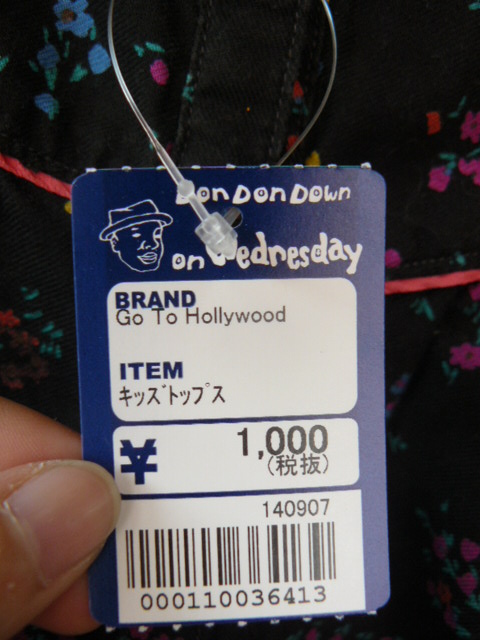 Don Don Down
on Wednesday
BRAND
Go To Hollywood
ITEM
ｷｯｽﾞﾄｯﾌﾟｽ
¥ 1,000
(税抜)
140907
000110036413